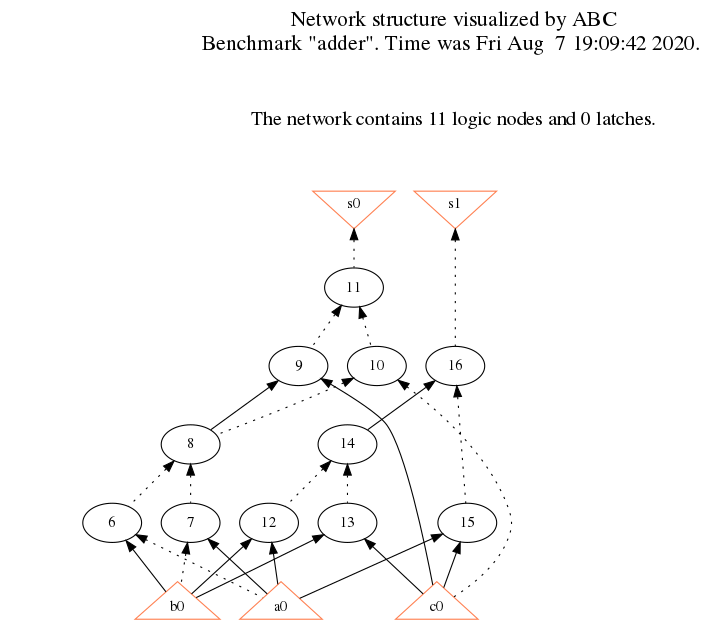 Network structure visualized by ABC
Benchmark "adder". Time was Fri Aug  7 19:09:42 2020.
The network contains 11 logic nodes and 0 latches.
s0 s1
11
9 10 16
8 14
6 7 12 13 15
b0 a0 c0